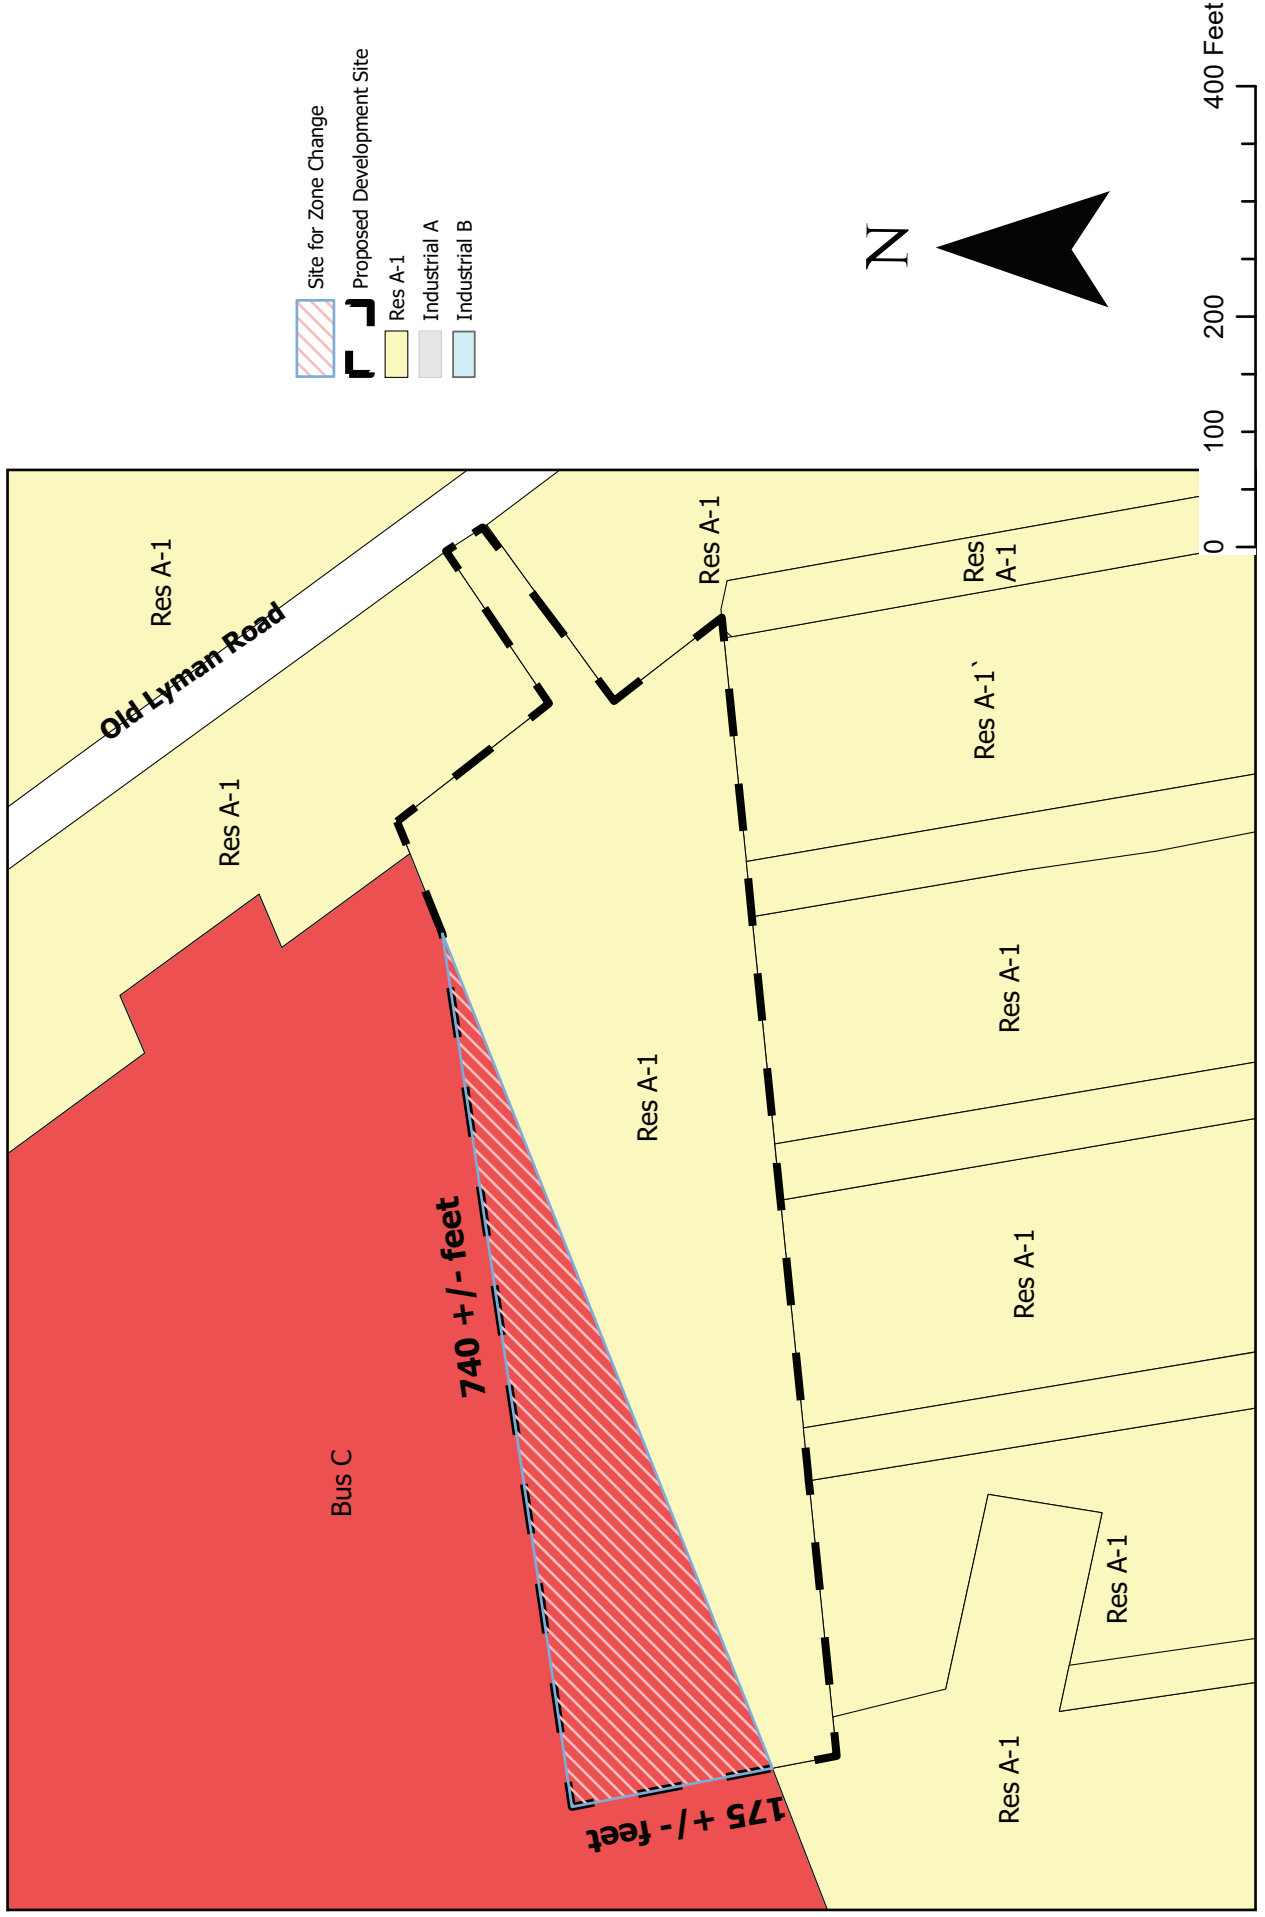 Site for Zone Change
Proposed Development Site
Res A-1
Industrial A
Industrial B
N
0
100
200
400 Feet
Res A-1
Old Lyman Road
Res A-1
Res A-1
Res
A-1
Res A-1`
Res A-1
Res A-1
Res A-1
Res A-1
Res A-1
Bus C
740 +/- feet
175 +/- feet